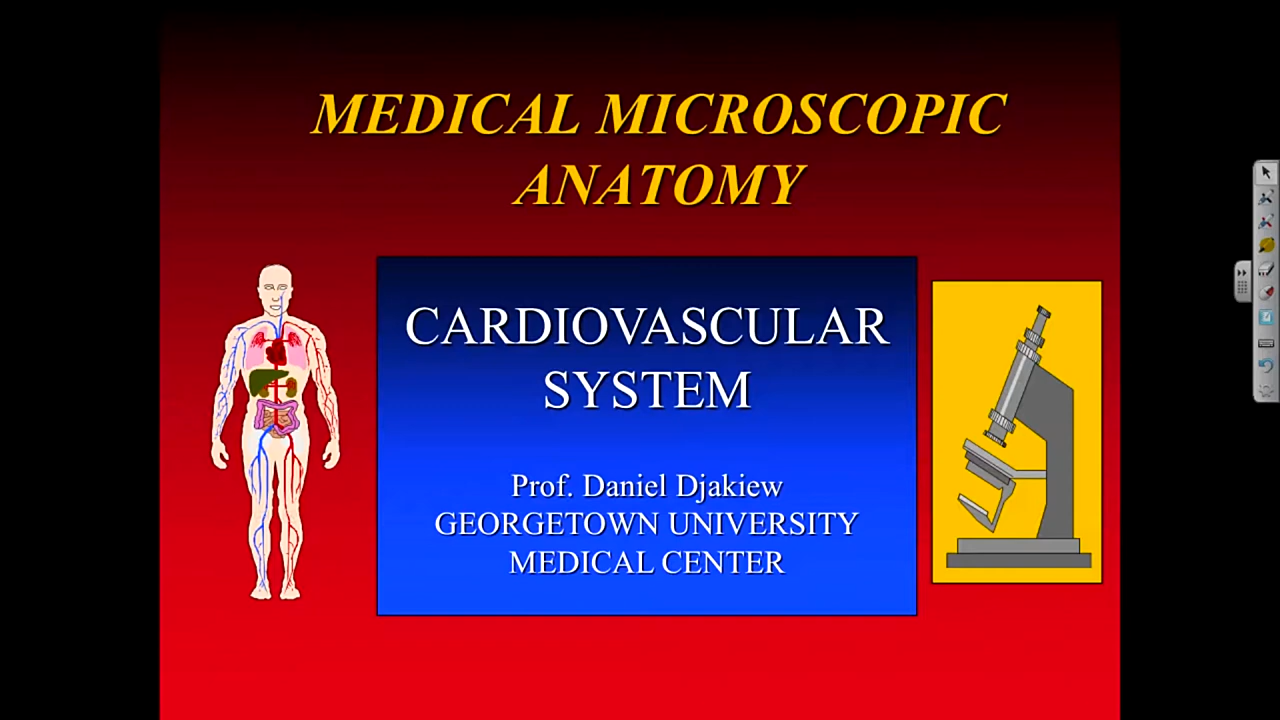 MEDICAL MICROSCOPIC
ANATOMY
CARDIOVASCULAR
SYSTEM
Prof. Daniel Djakiew
GEORGETOWN UNIVERSITY
MEDICAL CENTER